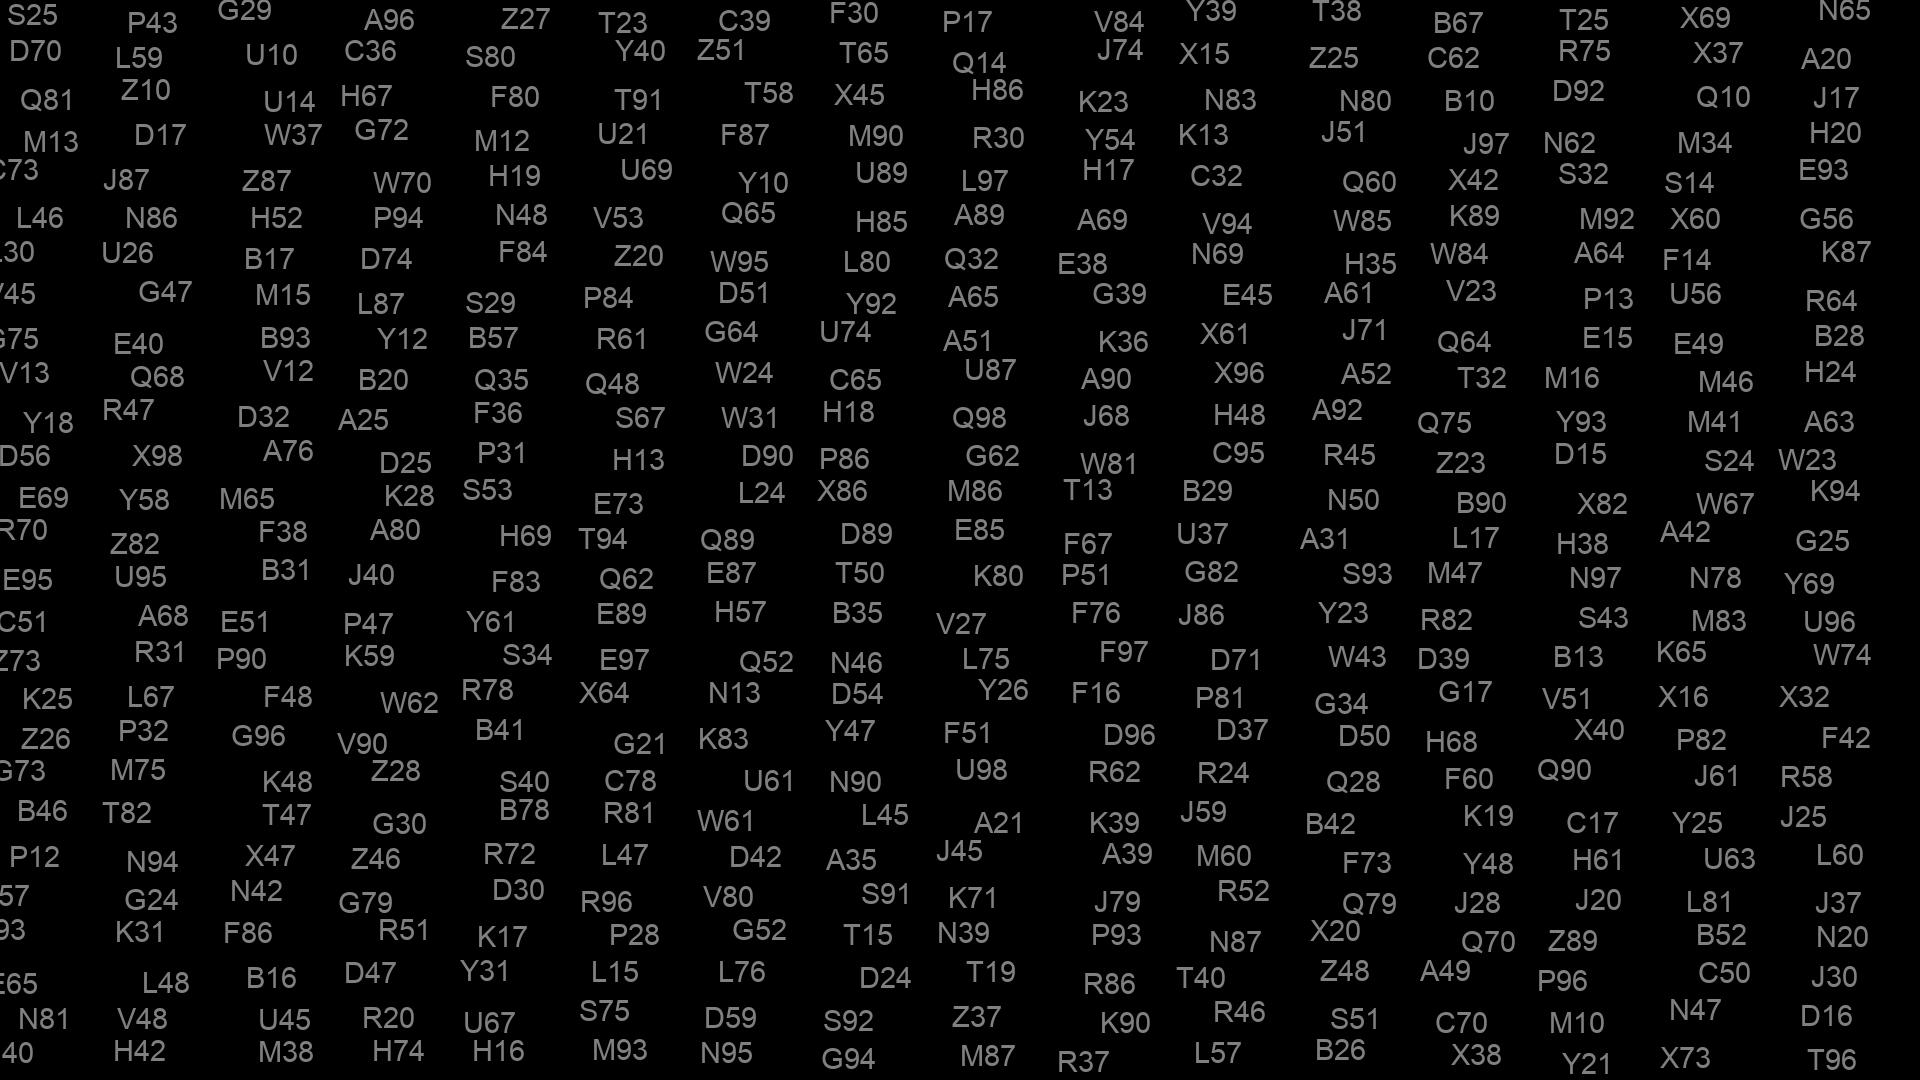 S25 P43 G29 A96 Z27 T23 C39 F30 P17 V84 Y39 T38 B67 T25 X69 N65
D70 L59 U10 C36 S80 Y40 Z51 T65 Q14 J74 X15 Z25 C62 R75 X37 A20
Q81 Z10 U14 H67 F80 T91 T58 X45 H86 K23 N83 N80 B10 D92 Q10 J17
M13 D17 W37 G72 M12 U21 F87 M90 R30 Y54 K13 J51 J97 N62 M34 H20
C73 J87 Z87 W70 H19 U69 Y10 U89 L97 H17 C32 Q60 X42 S32 S14 E93
L46 N86 H52 P94 N48 V53 Q65 H85 A89 A69 V94 W85 K89 M92 X60 G56
30 U26 B17 D74 F84 Z20 W95 L80 Q32 E38 N69 H35 W84 A64 F14 K87
45 G47 M15 L87 S29 P84 D51 Y92 A65 G39 E45 A61 V23 P13 U56 R64
G75 E40 B93 Y12 B57 R61 G64 U74 A51 K36 X61 J71 Q64 E15 E49 B28
V13 Q68 V12 B20 Q35 Q48 W24 C65 U87 A90 X96 A52 T32 M16 M46 H24
Y18 R47 D32 A25 F36 S67 W31 H18 Q98 J68 H48 A92 Q75 Y93 M41 A63
D56 X98 A76 D25 P31 H13 D90 P86 G62 W81 C95 R45 Z23 D15 S24 W23
E69 Y58 M65 K28 S53 E73 L24 X86 M86 T13 B29 N50 B90 X82 W67 K94
R70 Z82 F38 A80 H69 T94 Q89 D89 E85 F67 U37 A31 L17 H38 A42 G25
E95 U95 B31 J40 F83 Q62 E87 T50 K80 P51 G82 S93 M47 N97 N78 Y69
C51 A68 E51 P47 Y61 E89 H57 B35 V27 F76 J86 Y23 R82 S43 M83 U96
Z73 R31 P90 K59 S34 E97 Q52 N46 L75 F97 D71 W43 D39 B13 K65 W74
K25 L67 F48 W62 R78 X64 N13 D54 Y26 F16 P81 G34 G17 V51 X16 X32
Z26 P32 G96 V90 B41 G21 K83 Y47 F51 D96 D37 D50 H68 X40 P82 F42
G73 M75 K48 Z28 S40 C78 U61 N90 U98 R62 R24 Q28 F60 Q90 J61 R58
B46 T82 T47 G30 B78 R81 W61 L45 A21 K39 J59 B42 K19 C17 Y25 J25
P12 N94 X47 Z46 R72 L47 D42 A35 J45 A39 M60 F73 Y48 H61 U63 L60
57 G24 N42 G79 D30 R96 V80 S91 K71 J79 R52 Q79 J28 J20 L81 J37
93 K31 F86 R51 K17 P28 G52 T15 N39 P93 N87 X20 Q70 Z89 B52 N20
E65 L48 B16 D47 Y31 L15 L76 D24 T19 R86 T40 Z48 A49 P96 C50 J30
N81 V48 U45 R20 U67 S75 D59 S92 Z37 K90 R46 S51 C70 M10 N47 D16
40 H42 M38 H74 H16 M93 N95 G94 M87 R37 L57 B26 X38 Y21 X73 T96